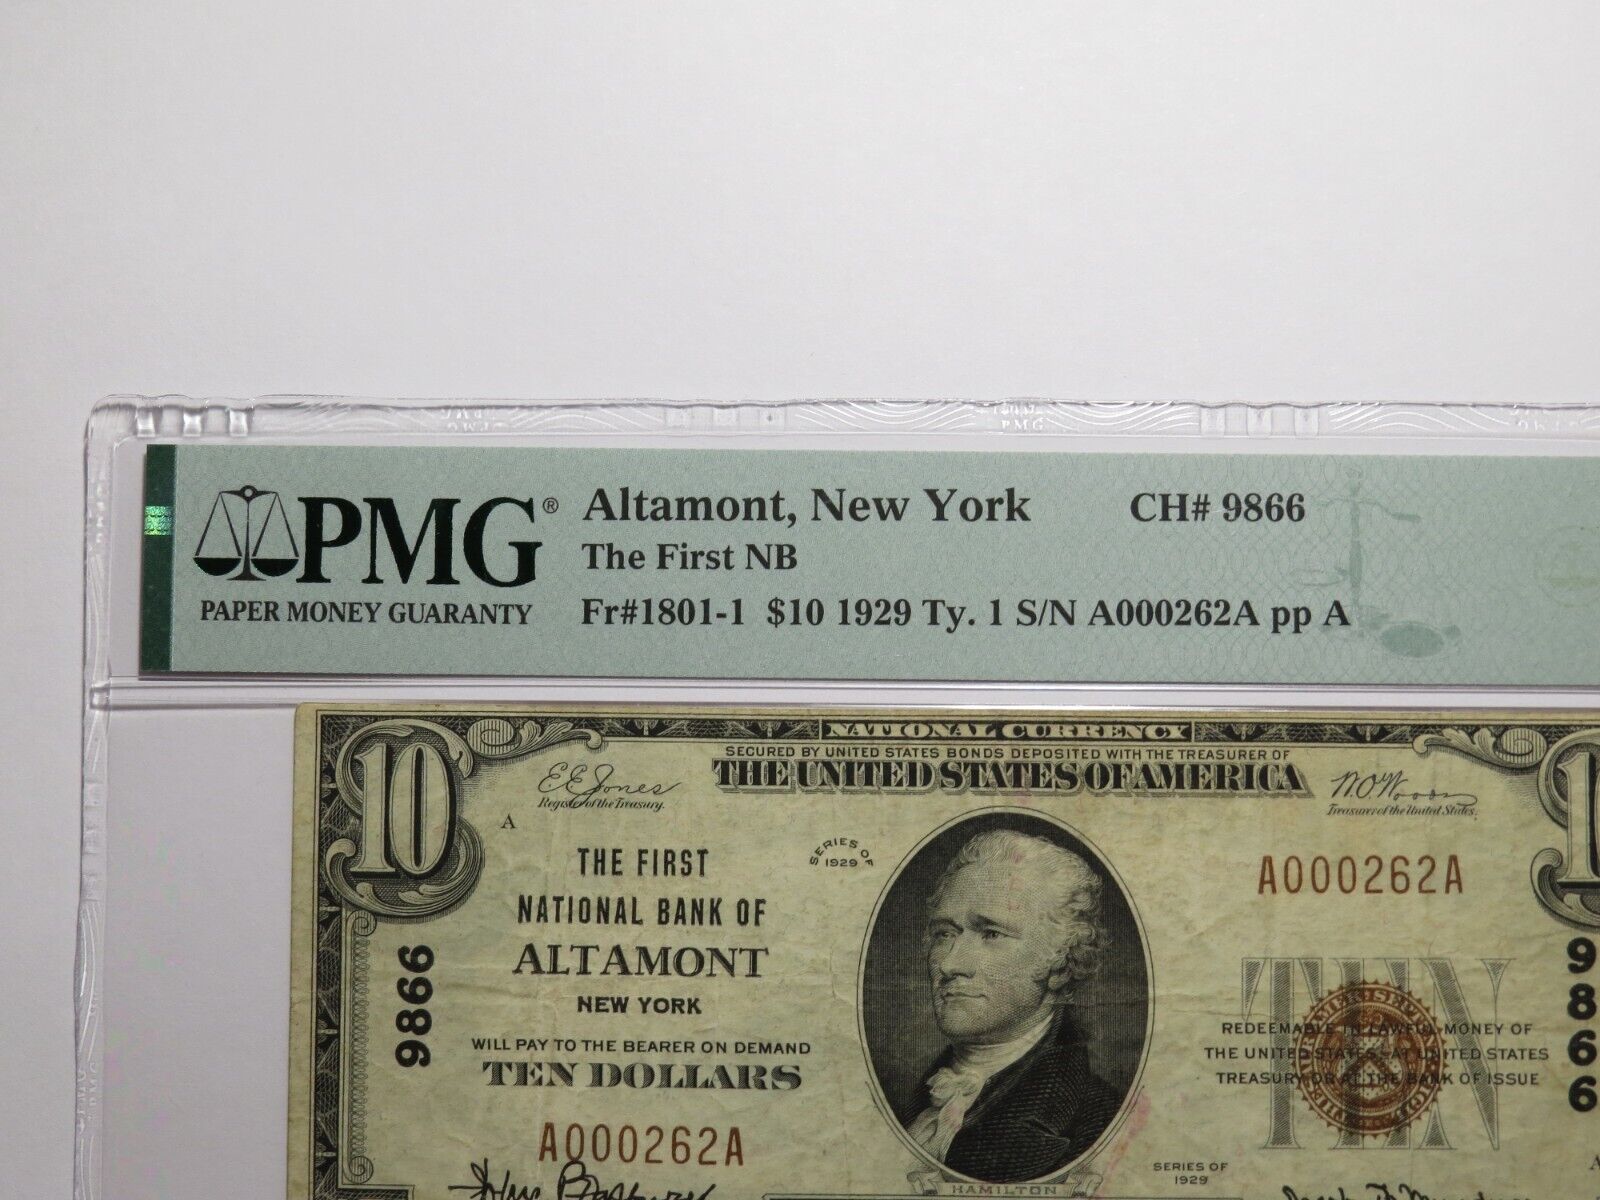 PMG
PMG® Altamont, New York CH# 9866
The First NB
PAPER MONEY GUARANTY Fr#1801-1 $10 1929 Ty. 1 S/N A000262A pp A
NATIONAL CURRENCY
SECURED BY UNITED STATES BONDS DEPOSITED WITH THE TREASURER OF
THE UNITED STATES OF AMERICA
10
E E Jones
Register of the Treasury.
W.O. Woods
Treasurer of the United States.
A
SERIES OF
1929
THE FIRST
NATIONAL BANK OF
ALTAMONT
NEW YORK
WILL PAY TO THE BEARER ON DEMAND
TEN DOLLARS
A000262A
A000262A
9866
9866
TEN
REDEEMABLE IN LAWFUL MONEY OF
THE UNITED STATES AT UNITED STATES
TREASURY OR AT THE BANK OF ISSUE
SERIES OF
1929
HAMILTON